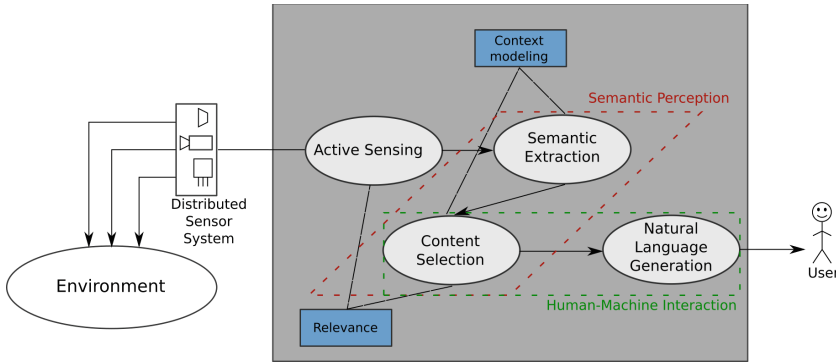 Context
modeling
Semantic Perception
Active Sensing
Semantic
Extraction
Distributed
Sensor
System
Environment
Content
Selection
Natural
Language
Generation
User
Human-Machine Interaction
Relevance